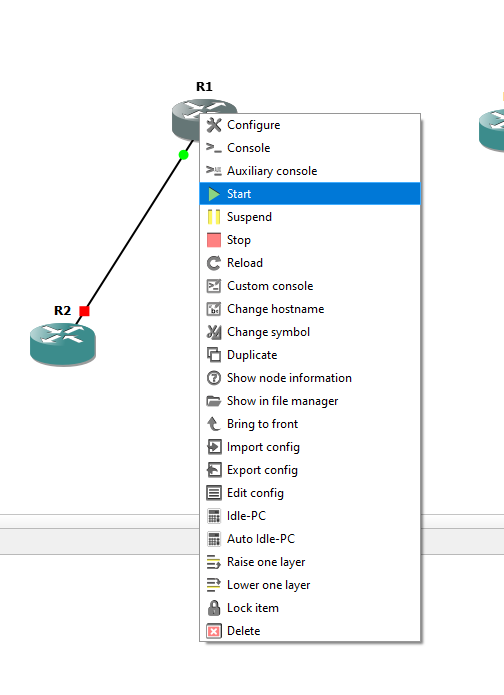 R1
Configure
Console
Auxiliary console
Start
Suspend
Stop
Reload
Custom console
Change hostname
Change symbol
Duplicate
Show node information
Show in file manager
Bring to front
Import config
Export config
Edit config
Idle-PC
Auto Idle-PC
Raise one layer
Lower one layer
Lock item
Delete
R2